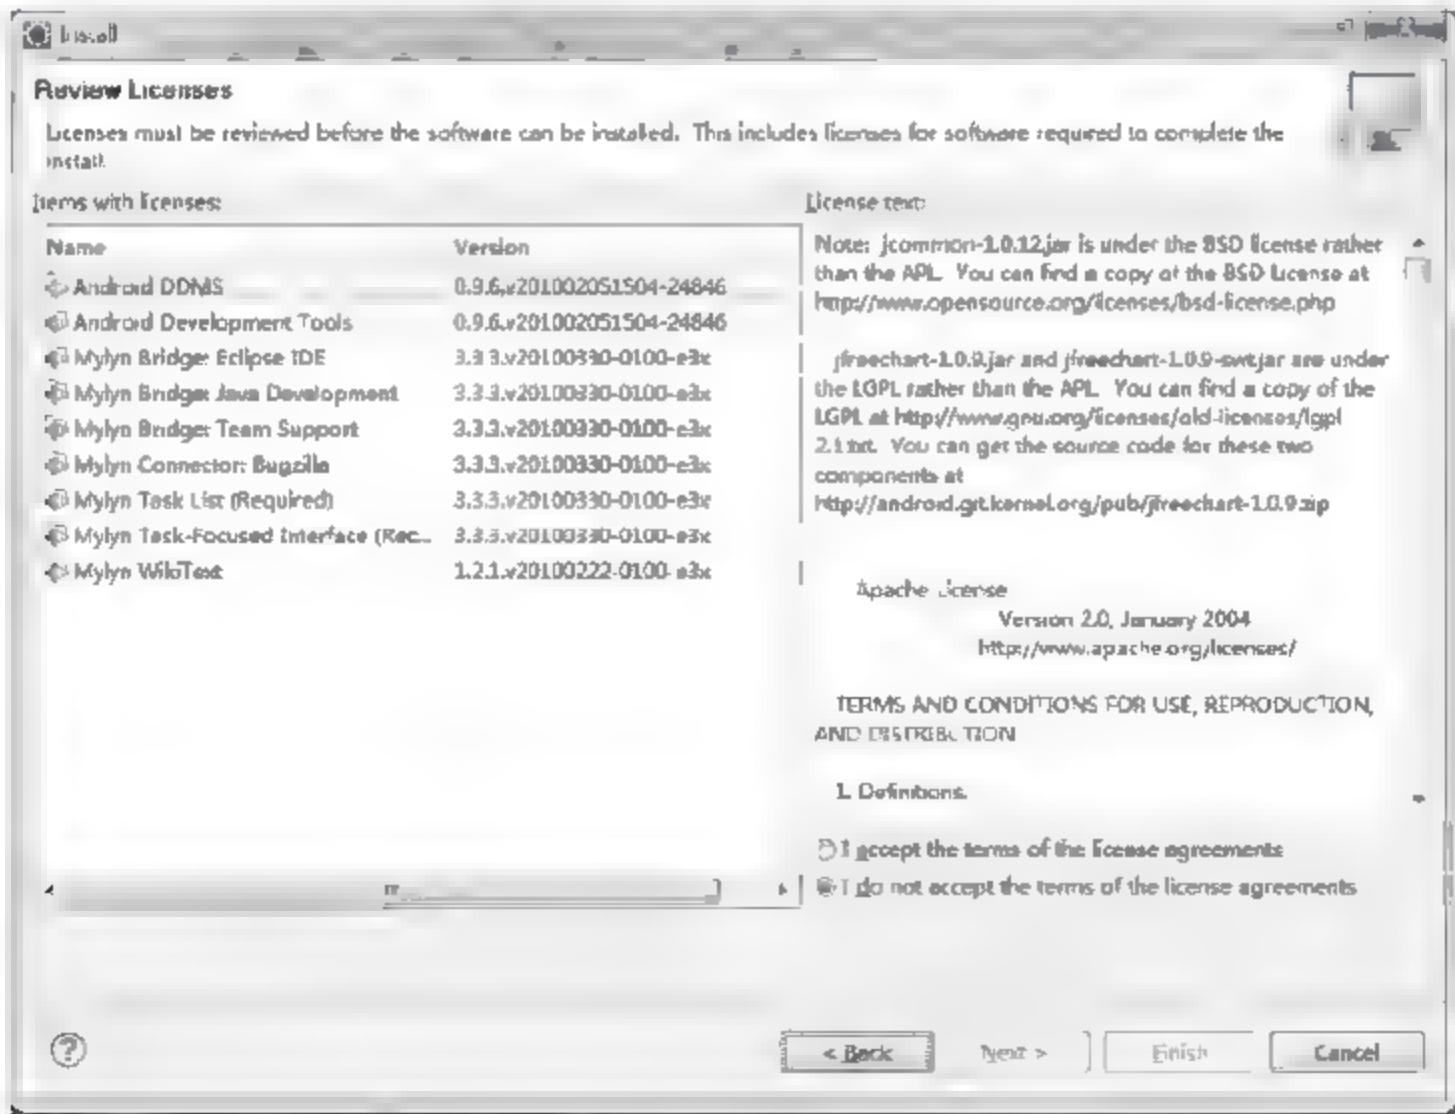 Install
Review Licenses
Licenses must be reviewed before the software can be installed. This includes licenses for software required to complete the
install.
Items with licenses:
Name Version
Android DDMS 0.9.6.v201002051504-24846
Android Development Tools 0.9.6.v201002051504-24846
Mylyn Bridge: Eclipse IDE 3.3.3.v20100330-0100-e3x
Mylyn Bridge: Java Development 3.3.3.v20100330-0100-e3x
Mylyn Bridge: Team Support 3.3.3.v20100330-0100-e3x
Mylyn Connector: Bugzilla 3.3.3.v20100330-0100-e3x
Mylyn Task List (Required) 3.3.3.v20100330-0100-e3x
Mylyn Task-Focused Interface (Rec... 3.3.3.v20100330-0100-e3x
Mylyn WikiText 1.2.1.v20100222-0100-e3x
License text:
Note: jcommon-1.0.12.jar is under the BSD license rather
than the APL. You can find a copy of the BSD License at
http://www.opensource.org/licenses/bsd-license.php
jfreechart-1.0.9.jar and jfreechart-1.0.9-swt.jar are under
the LGPL rather than the APL. You can find a copy of the
LGPL at http://www.gnu.org/licenses/old-licenses/lgpl
2.1.txt. You can get the source code for these two
components at
http://android.git.kernel.org/pub/jfreechart-1.0.9.zip
Apache License
Version 2.0, January 2004
http://www.apache.org/licenses/
TERMS AND CONDITIONS FOR USE, REPRODUCTION,
AND DISTRIBUTION
1. Definitions.
I accept the terms of the license agreements
I do not accept the terms of the license agreements
< Back Next > Finish Cancel